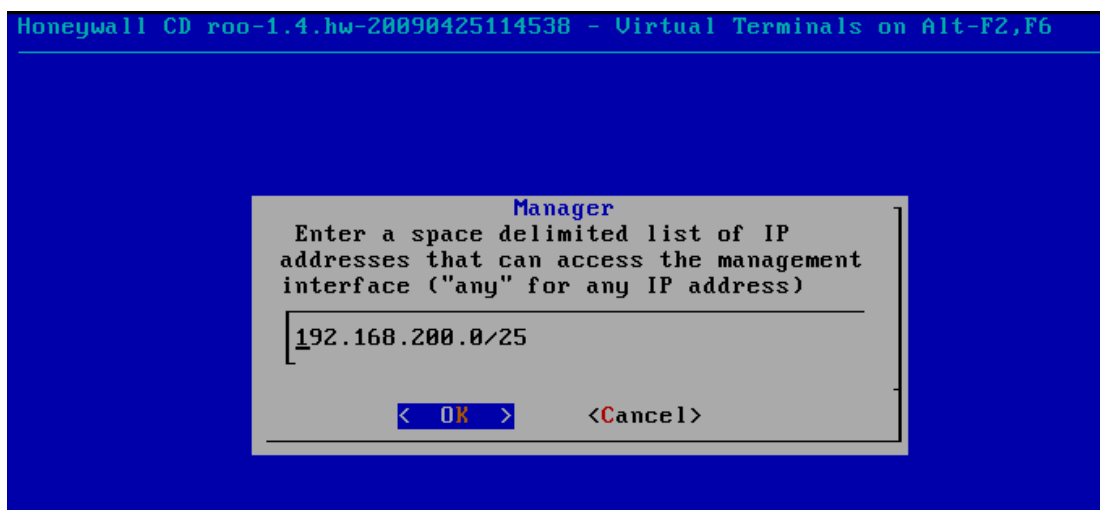 Honeywall CD roo-1.4.hw-20090425114538 - Virtual Terminals on Alt-F2,F6
Manager
Enter a space delimited list of IP
addresses that can access the management
interface ("any" for any IP address)
192.168.200.0/25
< OK > <Cancel>